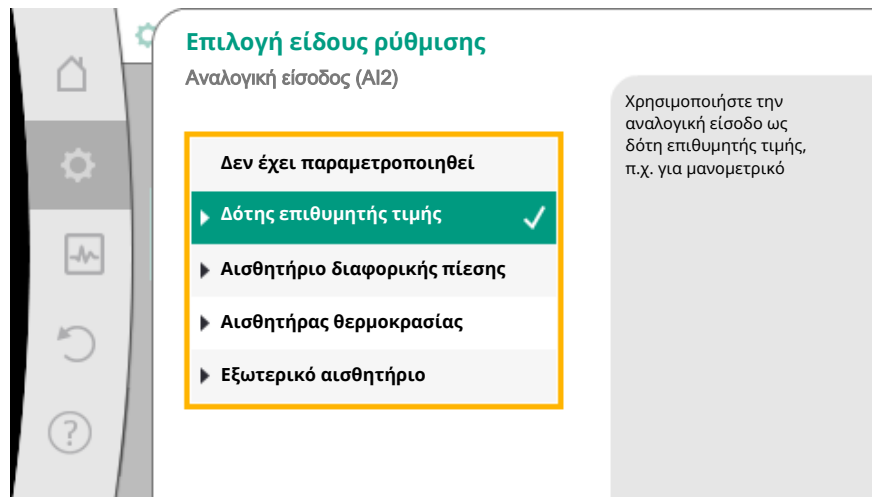 Επιλογή είδους ρύθμισης
Αναλογική είσοδος (AI2)
Δεν έχει παραμετροποιηθεί
Δότης επιθυμητής τιμής
Αισθητήριο διαφορικής πίεσης
Αισθητήρας θερμοκρασίας
Εξωτερικό αισθητήριο
Χρησιμοποιήστε την
αναλογική είσοδο ως
δότη επιθυμητής τιμής,
π.χ. για μανομετρικό
?